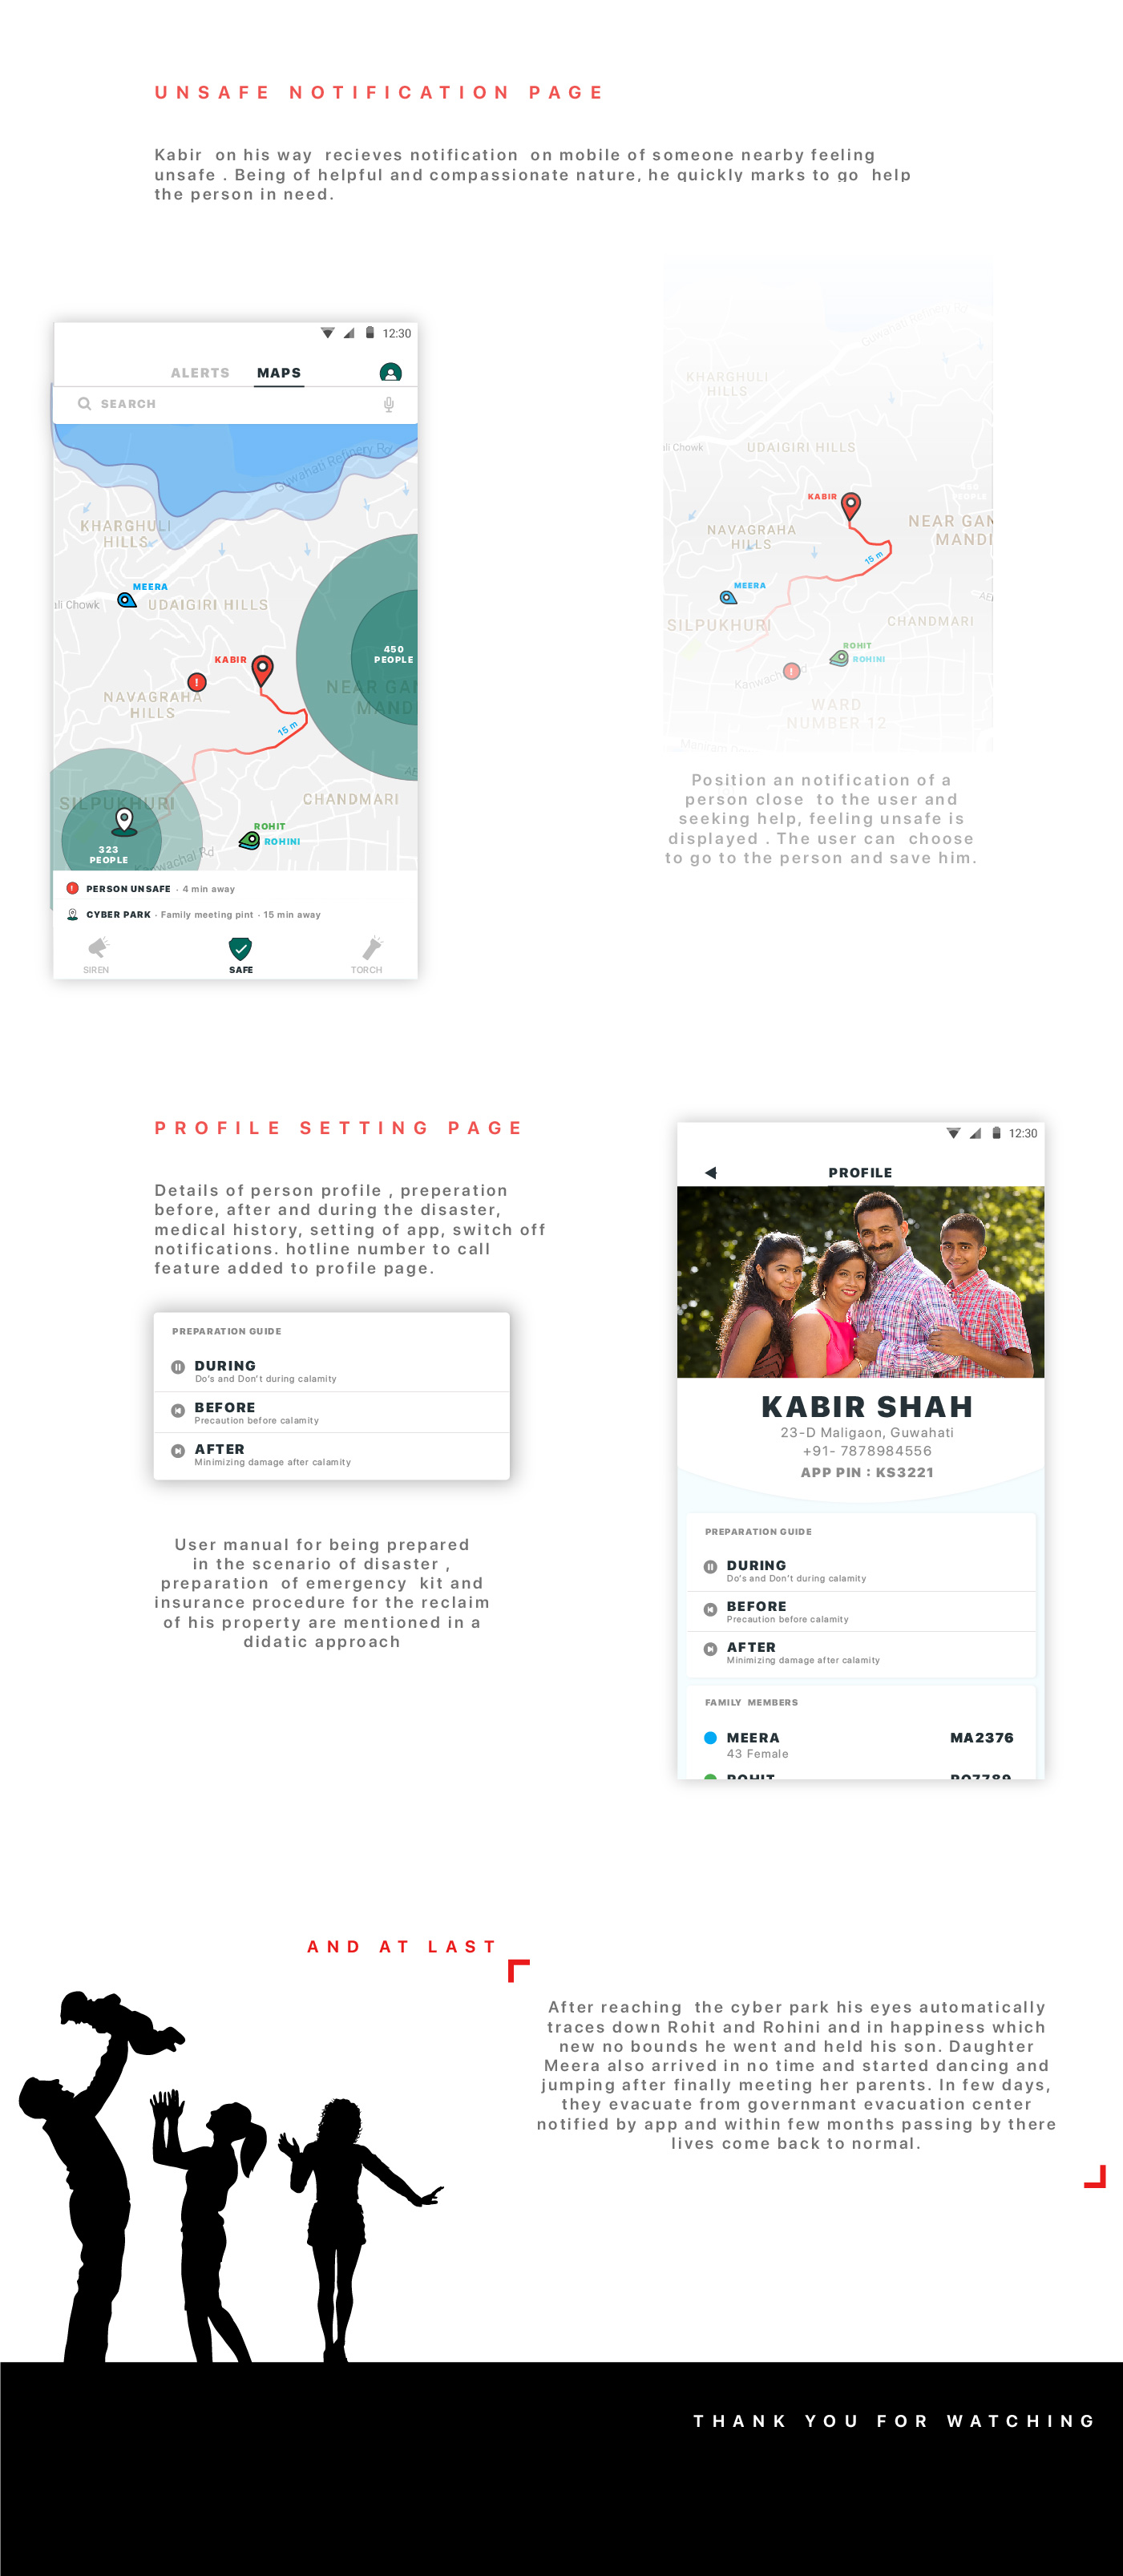 UNSAFE NOTIFICATION PAGE
Kabir on his way recieves notification on mobile of someone nearby feeling
unsafe . Being of helpful and compassionate nature, he quickly marks to go help
the person in need.
12:30
ALERTS MAPS
SEARCH
Guwahati Refinery Rd
KHARGHULI
HILLS
MEERA
ali Chowk
UDAIGIRI HILLS
450
PEOPLE
KABIR
!
NEAR GAN
MANDI
NAVAGRAHA
HILLS
15 m
SILPUKHURI
CHANDMARI
323
PEOPLE
ROHIT
ROHINI
Kanwachal Rd
! PERSON UNSAFE · 4 min away
CYBER PARK · Family meeting pint · 15 min away
SIREN
SAFE
TORCH
Guwahati Refinery Rd
KHARGHULI
HILLS
ali Chowk
UDAIGIRI HILLS
PEOPLE
KABIR
NEAR GAN
MANDI
NAVAGRAHA
HILLS
15 m
MEERA
SILPUKHURI
CHANDMARI
ROHIT
ROHINI
!
WARD
NUMBER 12
Position an notification of a
person close to the user and
seeking help, feeling unsafe is
displayed . The user can choose
to go to the person and save him.
PROFILE SETTING PAGE
Details of person profile , preperation
before, after and during the disaster,
medical history, setting of app, switch off
notifications. hotline number to call
feature added to profile page.
PREPARATION GUIDE
DURING
Do's and Don't during calamity
BEFORE
Precaution before calamity
AFTER
Minimizing damage after calamity
User manual for being prepared
in the scenario of disaster ,
preparation of emergency kit and
insurance procedure for the reclaim
of his property are mentioned in a
didatic approach
12:30
PROFILE
KABIR SHAH
23-D Maligaon, Guwahati
+91- 7878984556
APP PIN : KS3221
PREPARATION GUIDE
DURING
Do's and Don't during calamity
BEFORE
Precaution before calamity
AFTER
Minimizing damage after calamity
FAMILY MEMBERS
MEERA MA2376
43 Female
ROHIT RO7789
AND AT LAST
After reaching the cyber park his eyes automatically
traces down Rohit and Rohini and in happiness which
new no bounds he went and held his son. Daughter
Meera also arrived in no time and started dancing and
jumping after finally meeting her parents. In few days,
they evacuate from governmant evacuation center
notified by app and within few months passing by there
lives come back to normal.
THANK YOU FOR WATCHING